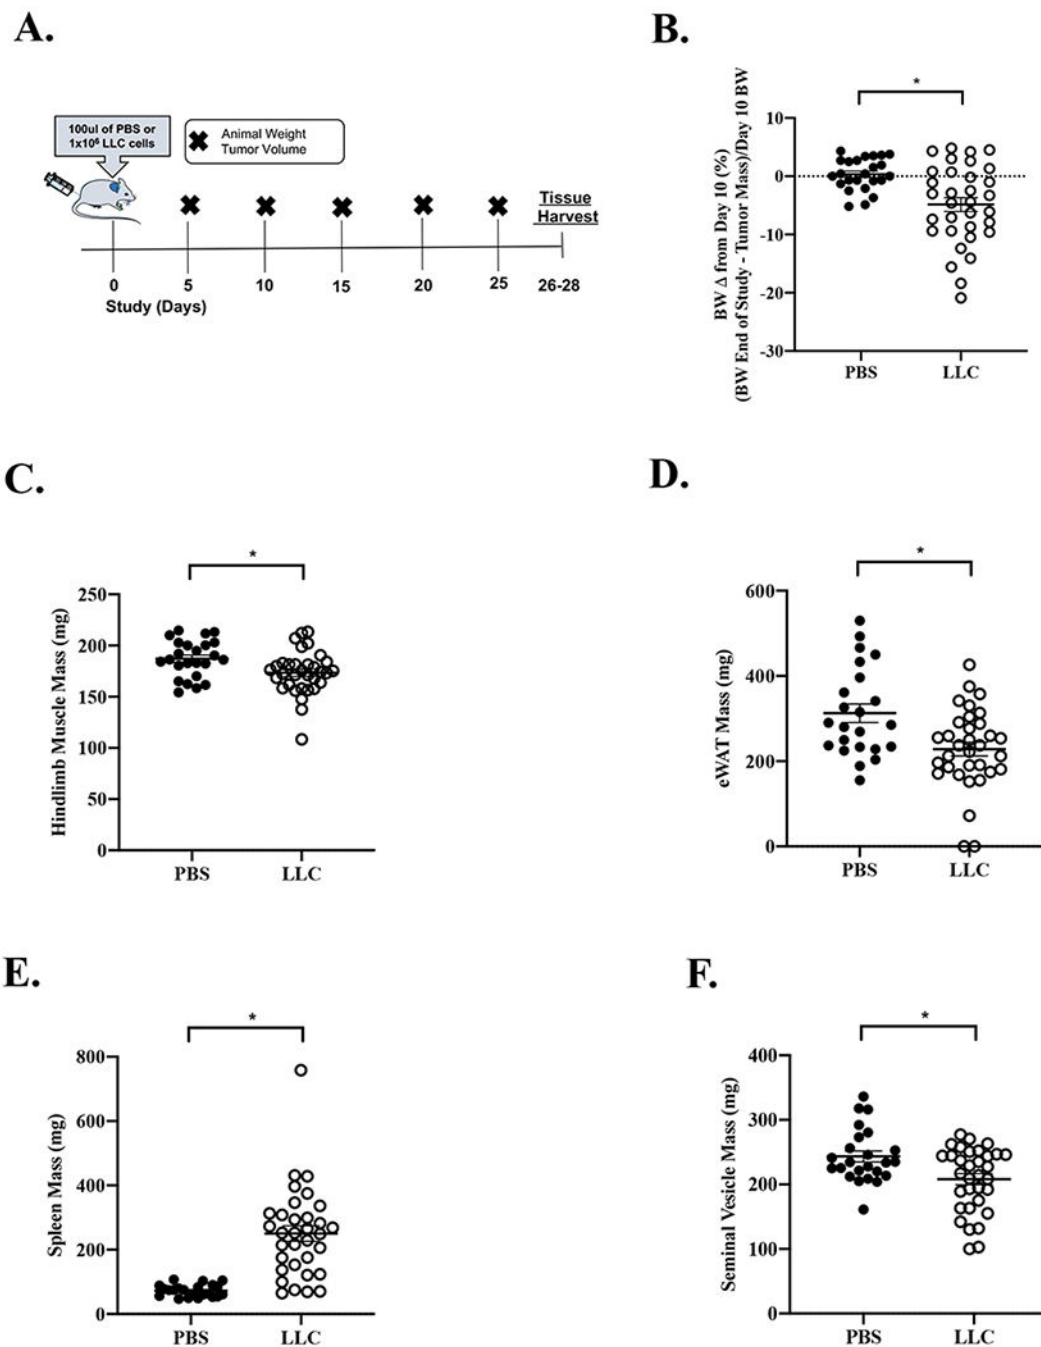 A.
100ul of PBS or
1x10⁶ LLC cells
Animal Weight
Tumor Volume
Tissue
Harvest
0
5
10
15
20
25
26-28
Study (Days)
B.
*
BW Δ from Day 10 (%)
(BW End of Study - Tumor Mass)/Day 10 BW
10
0
-10
-20
-30
PBS
LLC
C.
*
Hindlimb Muscle Mass (mg)
250
200
150
100
50
0
PBS
LLC
D.
*
eWAT Mass (mg)
600
400
200
0
PBS
LLC
E.
*
Spleen Mass (mg)
800
600
400
200
0
PBS
LLC
F.
*
Seminal Vesicle Mass (mg)
400
300
200
100
0
PBS
LLC